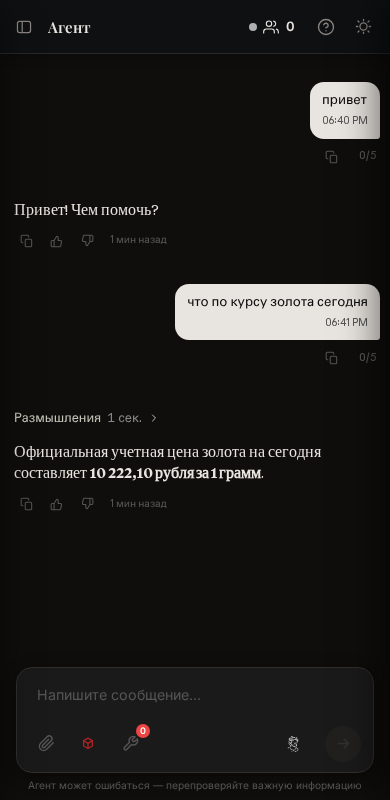 Агент
0
привет
06:40 PM
0/5
Привет! Чем помочь?
1 мин назад
что по курсу золота сегодня
06:41 PM
0/5
Размышления 1 сек.
Официальная учетная цена золота на сегодня
составляет 10 222,10 рубля за 1 грамм.
1 мин назад
Напишите сообщение...
0
Агент может ошибаться — перепроверяйте важную информацию